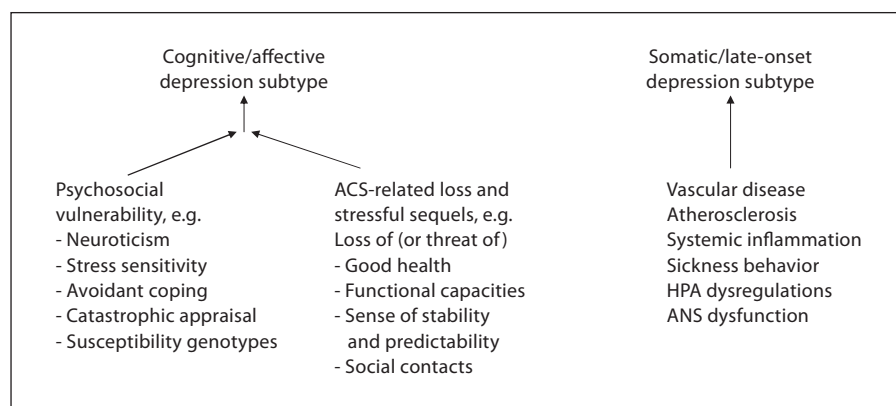 Cognitive/affective
depression subtype
Somatic/late-onset
depression subtype
Psychosocial
vulnerability, e.g.
- Neuroticism
- Stress sensitivity
- Avoidant coping
- Catastrophic appraisal
- Susceptibility genotypes
ACS-related loss and
stressful sequels, e.g.
Loss of (or threat of)
- Good health
- Functional capacities
- Sense of stability
and predictability
- Social contacts
Vascular disease
Atherosclerosis
Systemic inflammation
Sickness behavior
HPA dysregulations
ANS dysfunction